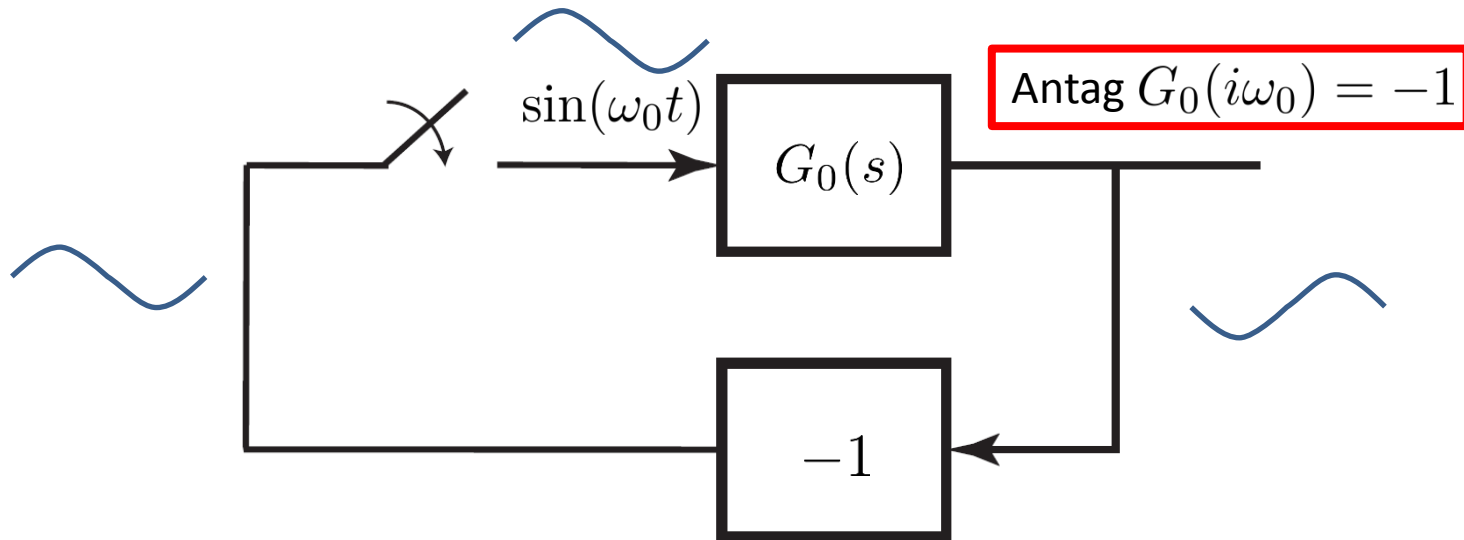 Antag G₀(iω₀) = −1
sin(ω₀t)
G₀(s)
−1